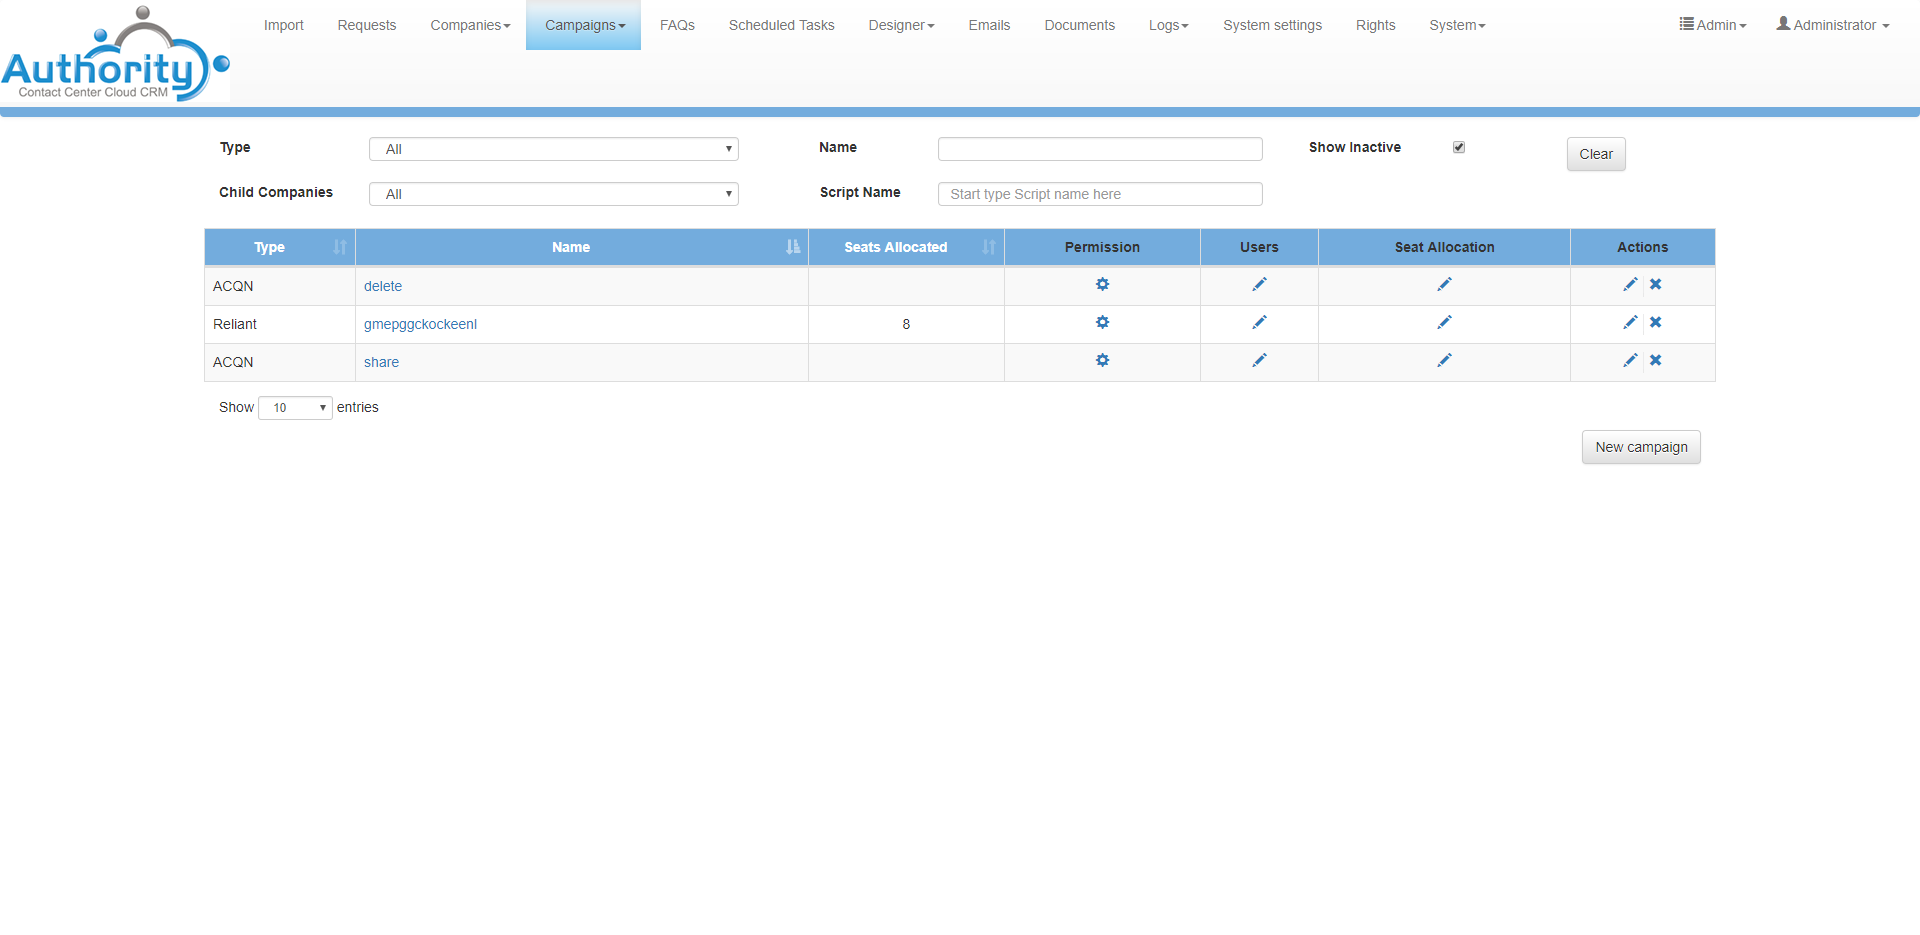 Authority
Contact Center Cloud CRM
Import Requests Companies Campaigns FAQs Scheduled Tasks Designer Emails Documents Logs System settings Rights System Admin Administrator
Type All Name Show Inactive Clear
Child Companies All Script Name Start type Script name here
Type Name Seats Allocated Permission Users Seat Allocation Actions
ACQN delete
Reliant gmepggckockeenl 8
ACQN share
Show 10 entries
New campaign